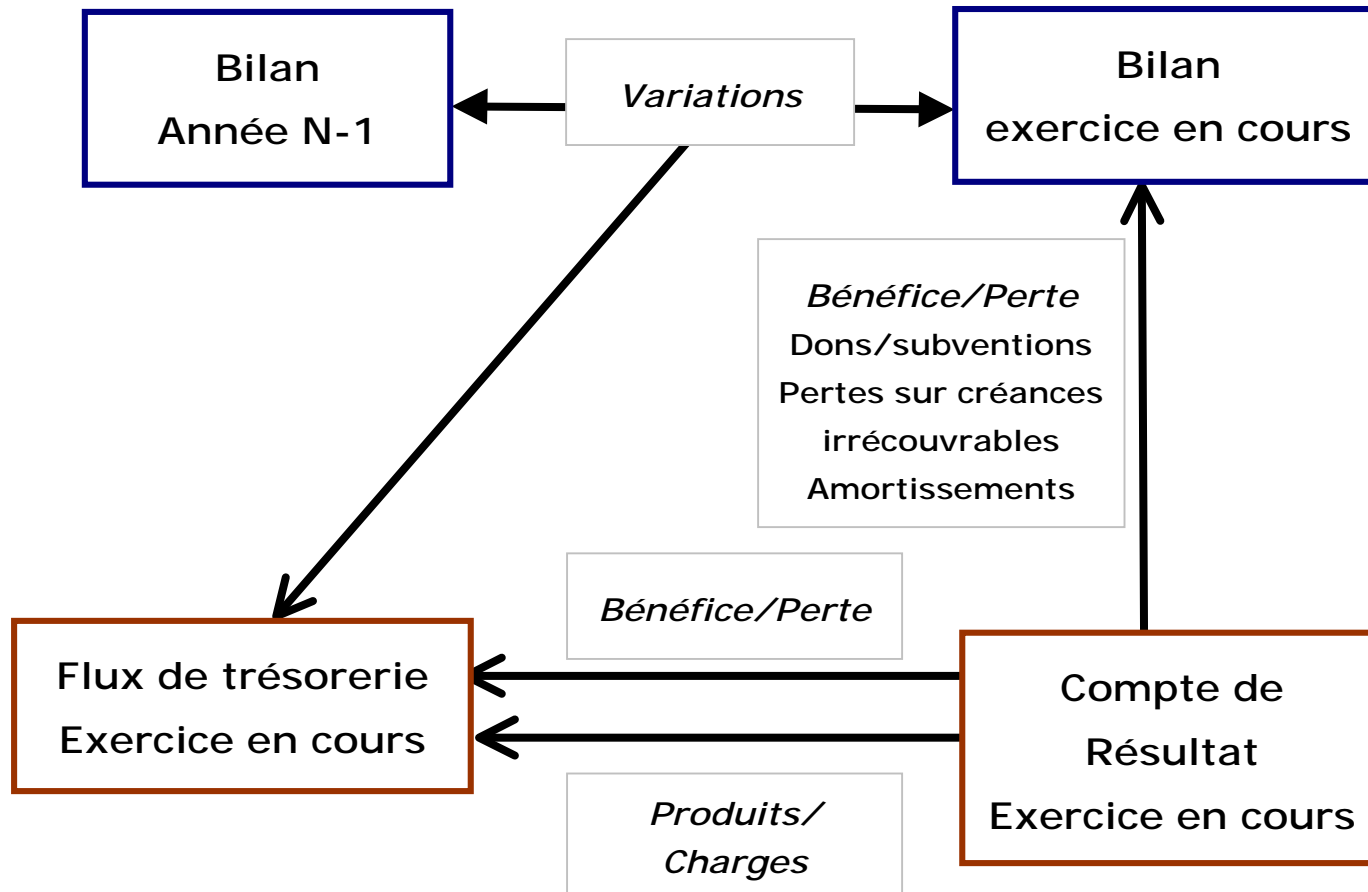 Bilan
Année N-1
Variations
Bilan
exercice en cours
Bénéfice/Perte
Dons/subventions
Pertes sur créances
irrécouvrables
Amortissements
Bénéfice/Perte
Flux de trésorerie
Exercice en cours
Compte de
Résultat
Exercice en cours
Produits/
Charges